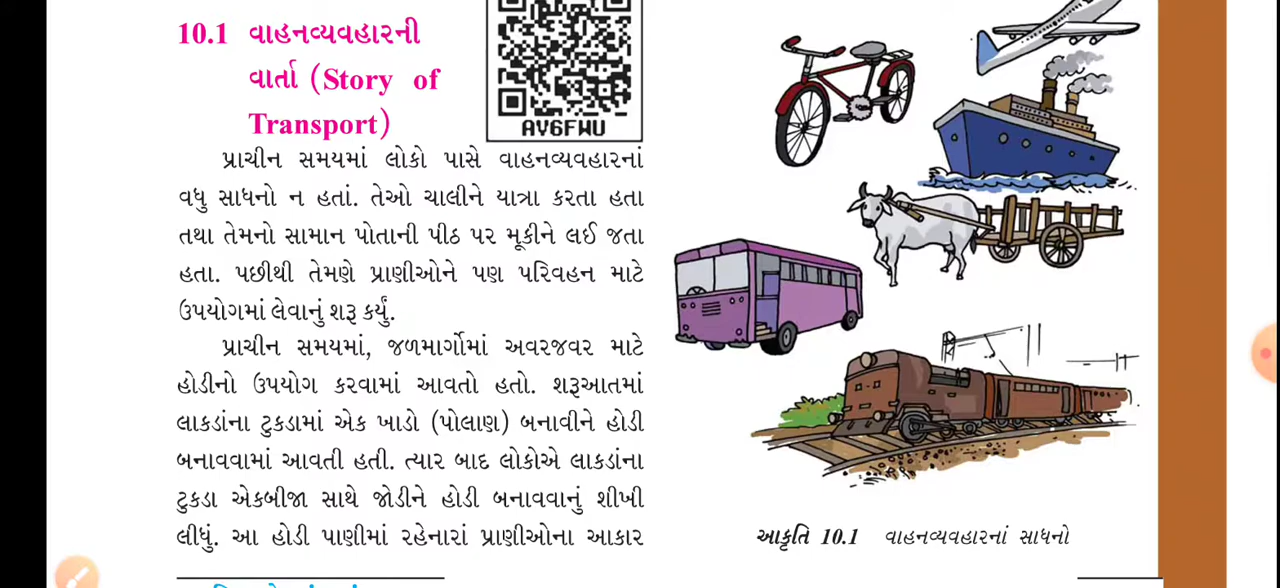 10.1 વાહનવ્યવહારની
વાર્તા (Story of
Transport)
AV6FWU
પ્રાચીન સમયમાં લોકો પાસે વાહનવ્યવહારનાં
વધુ સાધનો ન હતાં. તેઓ ચાલીને યાત્રા કરતા હતા
તથા તેમનો સામાન પોતાની પીઠ પર મૂકીને લઈ જતા
હતા. પછીથી તેમણે પ્રાણીઓને પણ પરિવહન માટે
ઉપયોગમાં લેવાનું શરૂ કર્યું.
પ્રાચીન સમયમાં, જળમાર્ગોમાં અવરજવર માટે
હોડીનો ઉપયોગ કરવામાં આવતો હતો. શરૂઆતમાં
લાકડાંના ટુકડામાં એક ખાડો (પોલાણ) બનાવીને હોડી
બનાવવામાં આવતી હતી. ત્યાર બાદ લોકોએ લાકડાંના
ટુકડા એકબીજા સાથે જોડીને હોડી બનાવવાનું શીખી
લીધું. આ હોડી પાણીમાં રહેનારાં પ્રાણીઓના આકાર
આકૃતિ 10.1 વાહનવ્યવહારનાં સાધનો